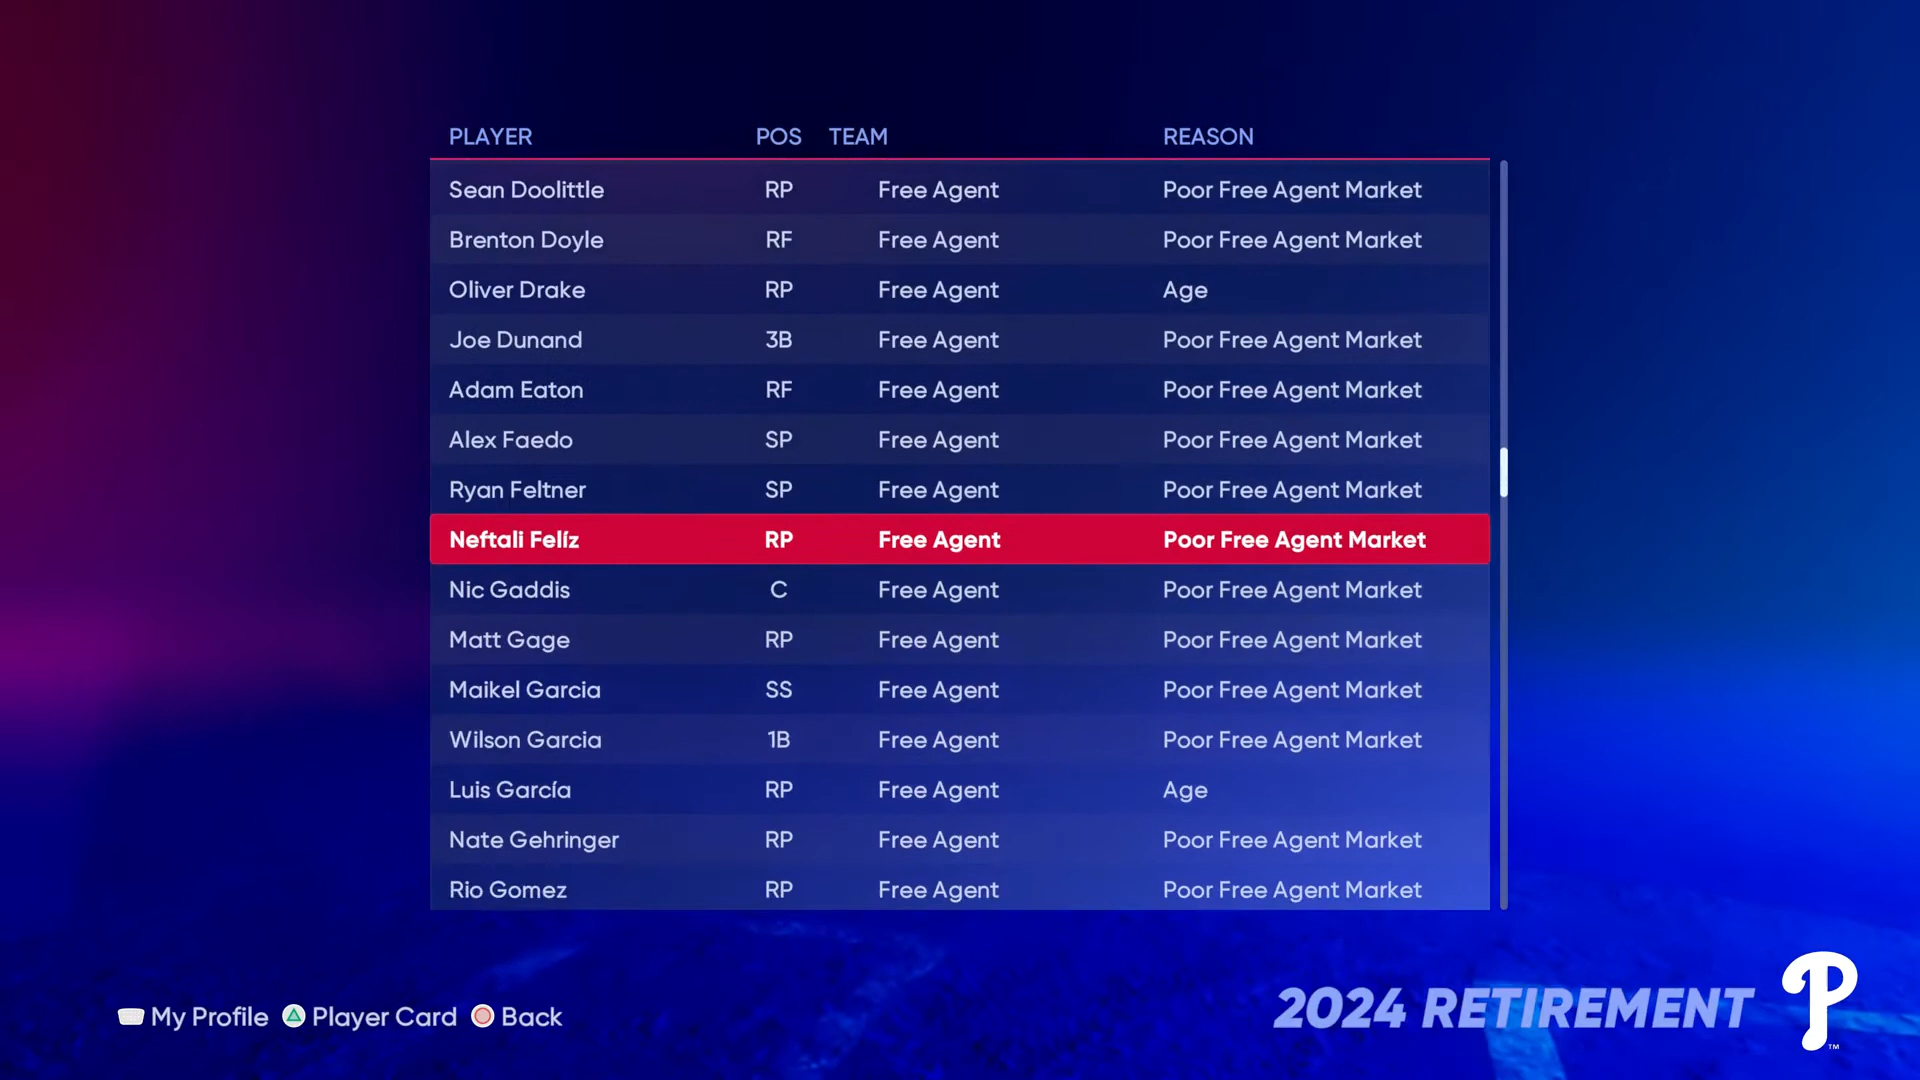 PLAYER POS TEAM REASON
Sean Doolittle RP Free Agent Poor Free Agent Market
Brenton Doyle RF Free Agent Poor Free Agent Market
Oliver Drake RP Free Agent Age
Joe Dunand 3B Free Agent Poor Free Agent Market
Adam Eaton RF Free Agent Poor Free Agent Market
Alex Faedo SP Free Agent Poor Free Agent Market
Ryan Feltner SP Free Agent Poor Free Agent Market
Neftali Felíz RP Free Agent Poor Free Agent Market
Nic Gaddis C Free Agent Poor Free Agent Market
Matt Gage RP Free Agent Poor Free Agent Market
Maikel Garcia SS Free Agent Poor Free Agent Market
Wilson Garcia 1B Free Agent Poor Free Agent Market
Luis García RP Free Agent Age
Nate Gehringer RP Free Agent Poor Free Agent Market
Rio Gomez RP Free Agent Poor Free Agent Market
My Profile Player Card Back
2024 RETIREMENT P ™